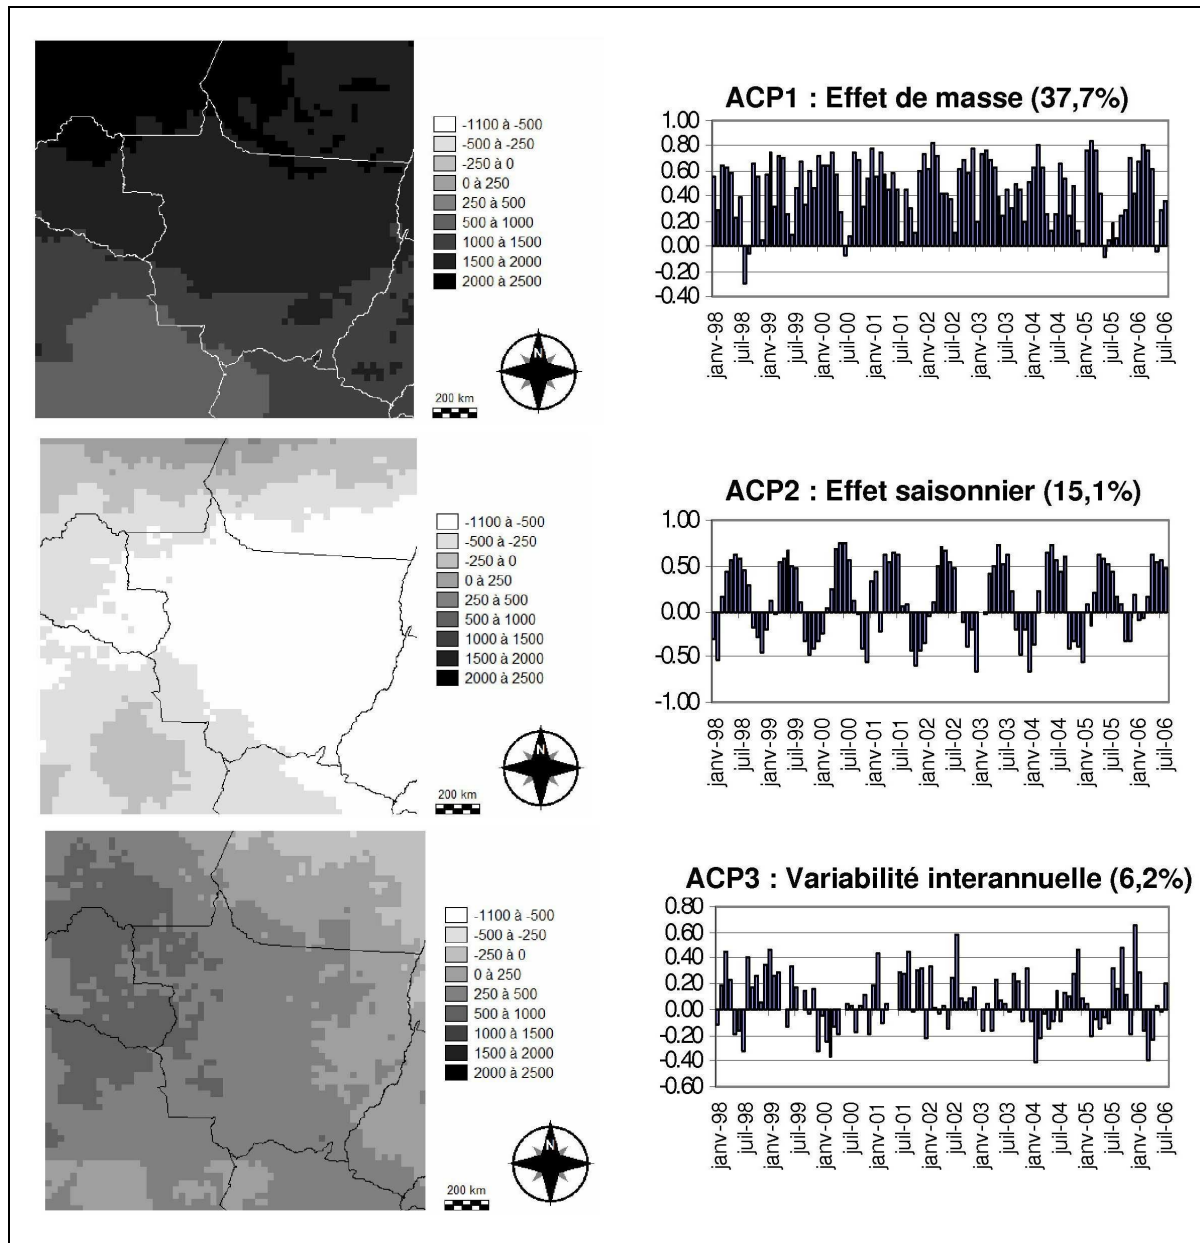 -1100 à -500
-500 à -250
-250 à 0
0 à 250
250 à 500
500 à 1000
1000 à 1500
1500 à 2000
2000 à 2500
N
200 km
ACP1 : Effet de masse (37,7%)
1.00
0.80
0.60
0.40
0.20
0.00
-0.20
-0.40
janv-98
juil-98
janv-99
juil-99
janv-00
juil-00
janv-01
juil-01
janv-02
juil-02
janv-03
juil-03
janv-04
juil-04
janv-05
juil-05
janv-06
juil-06
-1100 à -500
-500 à -250
-250 à 0
0 à 250
250 à 500
500 à 1000
1000 à 1500
1500 à 2000
2000 à 2500
N
200 km
ACP2 : Effet saisonnier (15,1%)
1.00
0.50
0.00
-0.50
-1.00
janv-98
juil-98
janv-99
juil-99
janv-00
juil-00
janv-01
juil-01
janv-02
juil-02
janv-03
juil-03
janv-04
juil-04
janv-05
juil-05
janv-06
juil-06
-1100 à -500
-500 à -250
-250 à 0
0 à 250
250 à 500
500 à 1000
1000 à 1500
1500 à 2000
2000 à 2500
N
200 km
ACP3 : Variabilité interannuelle (6,2%)
0.80
0.60
0.40
0.20
0.00
-0.20
-0.40
-0.60
janv-98
juil-98
janv-99
juil-99
janv-00
juil-00
janv-01
juil-01
janv-02
juil-02
janv-03
juil-03
janv-04
juil-04
janv-05
juil-05
janv-06
juil-06